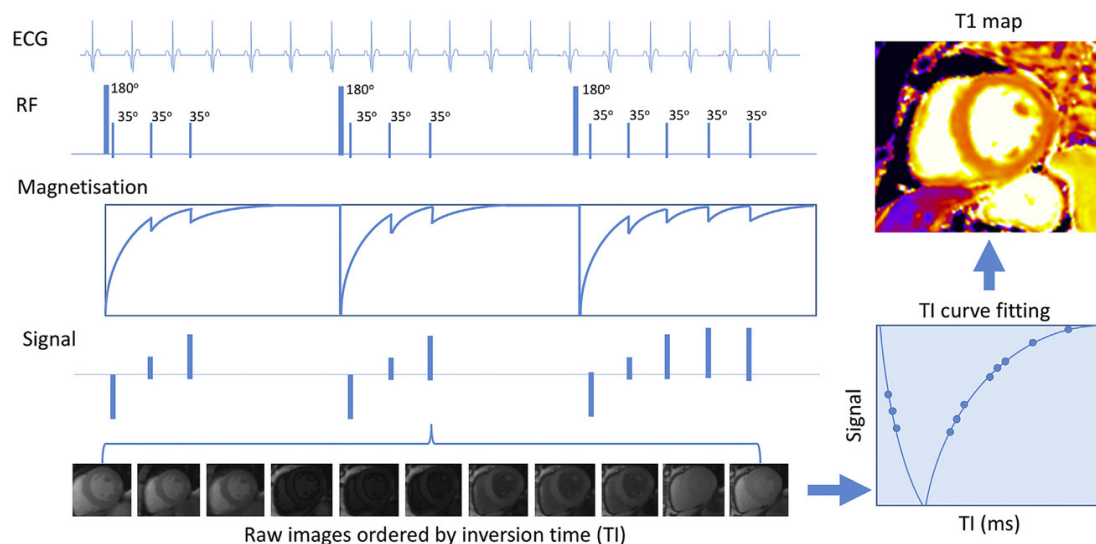 ECG
T1 map
RF
180°
35°
35°
35°
180°
35°
35°
35°
180°
35°
35°
35°
35°
35°
Magnetisation
TI curve fitting
Signal
Signal
TI (ms)
Raw images ordered by inversion time (TI)